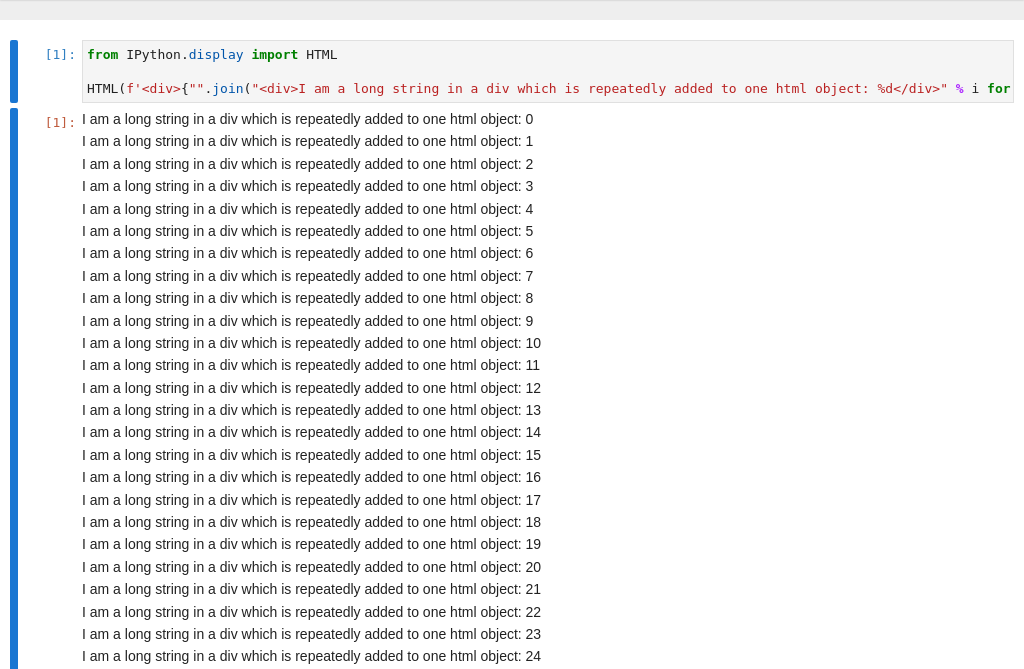 [1]: from IPython.display import HTML
HTML(f'<div>{"".join("<div>I am a long string in a div which is repeatedly added to one html object: %d</div>" % i for
[1]: I am a long string in a div which is repeatedly added to one html object: 0
I am a long string in a div which is repeatedly added to one html object: 1
I am a long string in a div which is repeatedly added to one html object: 2
I am a long string in a div which is repeatedly added to one html object: 3
I am a long string in a div which is repeatedly added to one html object: 4
I am a long string in a div which is repeatedly added to one html object: 5
I am a long string in a div which is repeatedly added to one html object: 6
I am a long string in a div which is repeatedly added to one html object: 7
I am a long string in a div which is repeatedly added to one html object: 8
I am a long string in a div which is repeatedly added to one html object: 9
I am a long string in a div which is repeatedly added to one html object: 10
I am a long string in a div which is repeatedly added to one html object: 11
I am a long string in a div which is repeatedly added to one html object: 12
I am a long string in a div which is repeatedly added to one html object: 13
I am a long string in a div which is repeatedly added to one html object: 14
I am a long string in a div which is repeatedly added to one html object: 15
I am a long string in a div which is repeatedly added to one html object: 16
I am a long string in a div which is repeatedly added to one html object: 17
I am a long string in a div which is repeatedly added to one html object: 18
I am a long string in a div which is repeatedly added to one html object: 19
I am a long string in a div which is repeatedly added to one html object: 20
I am a long string in a div which is repeatedly added to one html object: 21
I am a long string in a div which is repeatedly added to one html object: 22
I am a long string in a div which is repeatedly added to one html object: 23
I am a long string in a div which is repeatedly added to one html object: 24